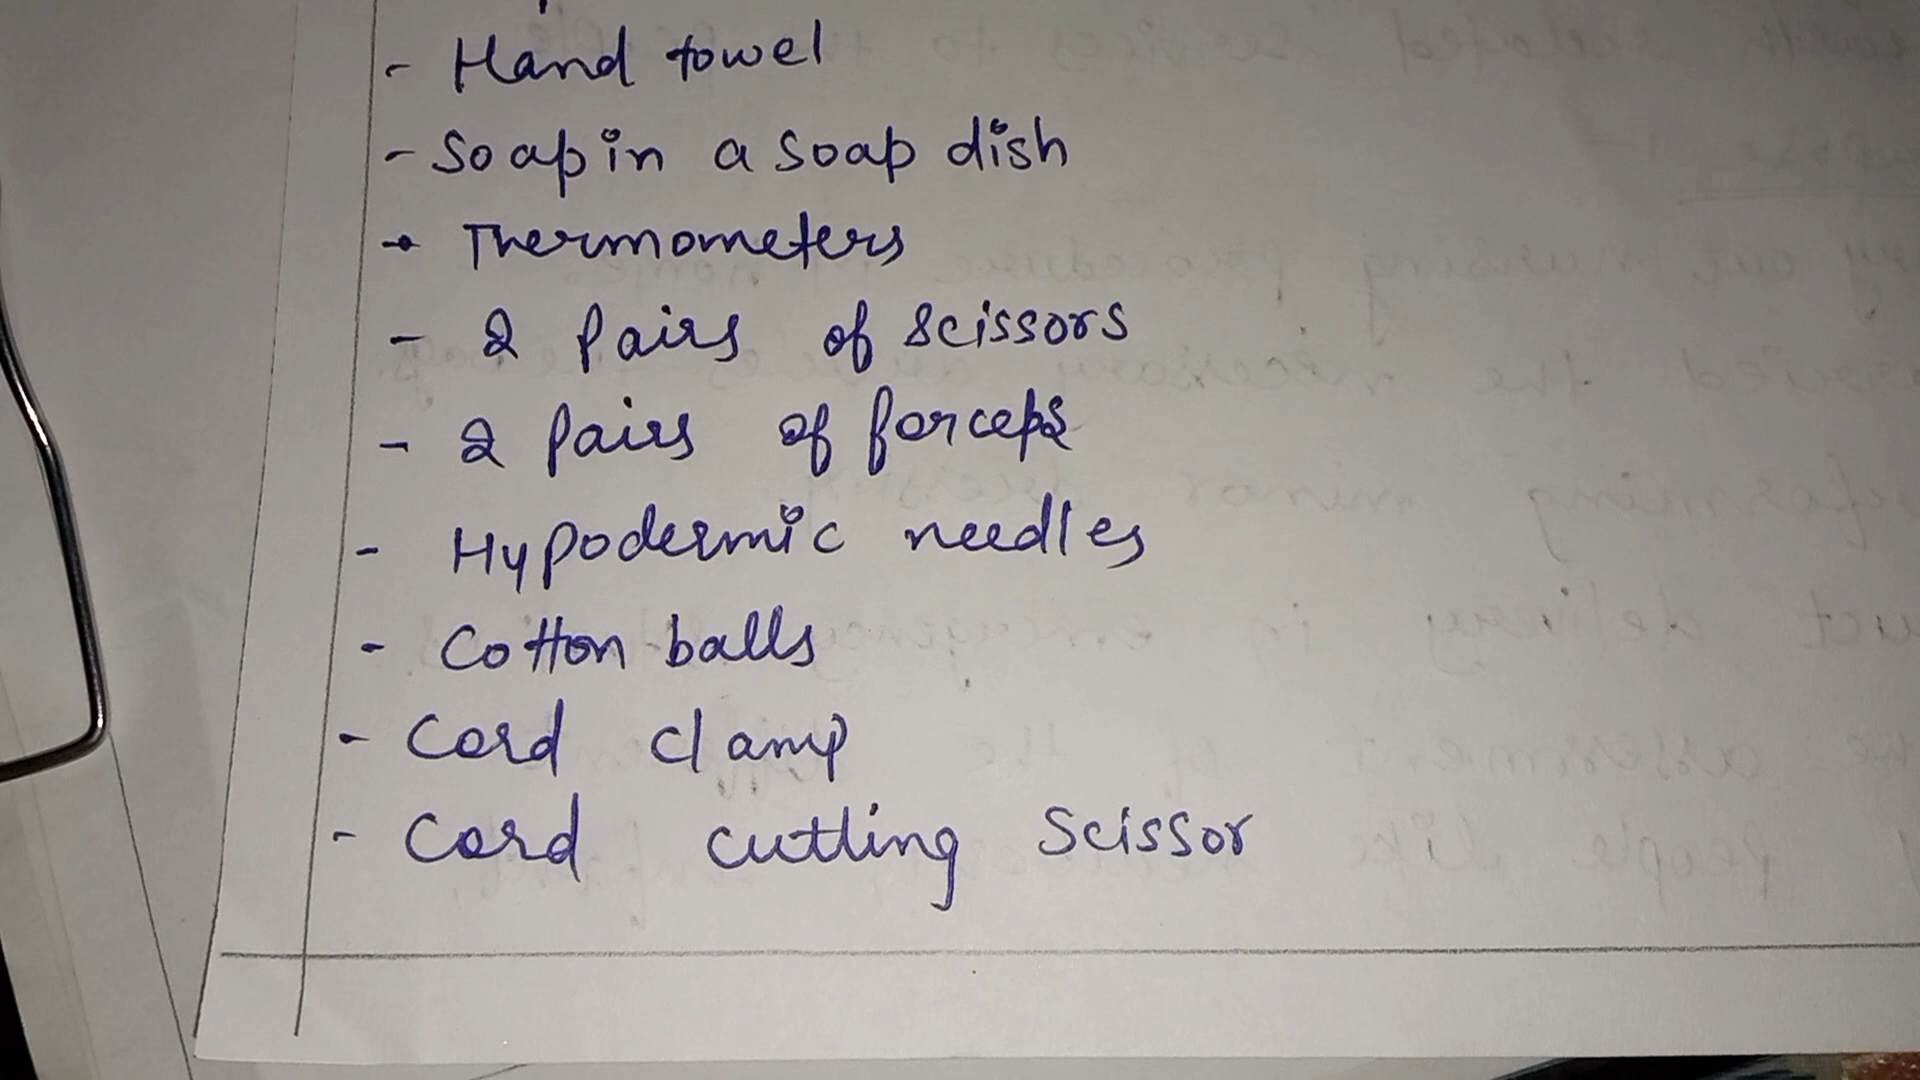 - Hand towel
- Soap in a soap dish
- Thermometers
- 2 Pairs of scissors
- 2 Pairs of forceps
- Hypodermic needles
- Cotton balls
- Cord clamp
- Cord cutting Scissor